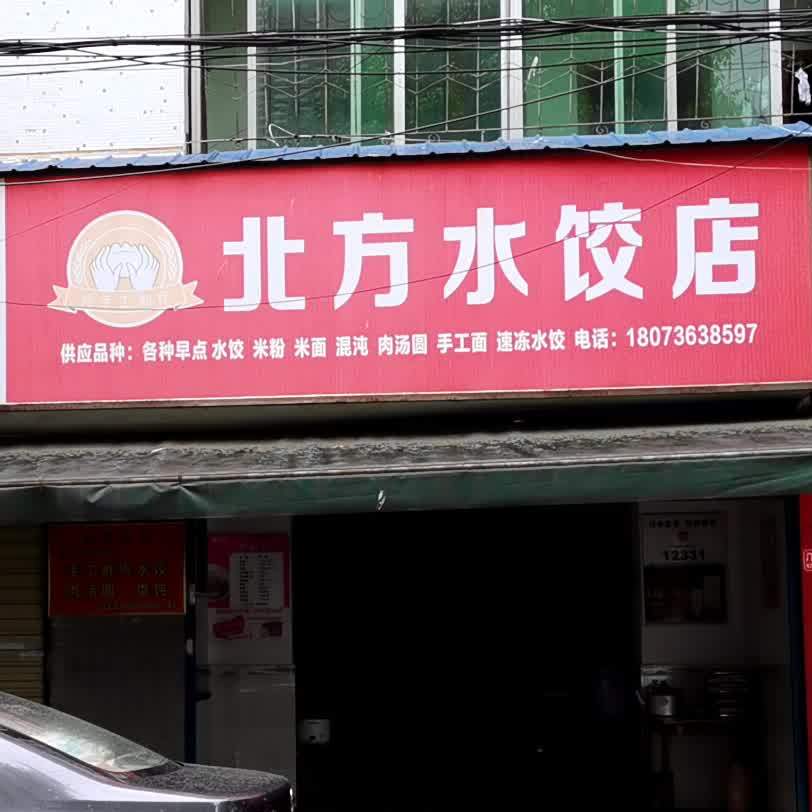 北方水饺店
供应品种：各种早点 水饺 米粉 米面 混沌 肉汤圆 手工面 速冻水饺 电话：18073638597
12331